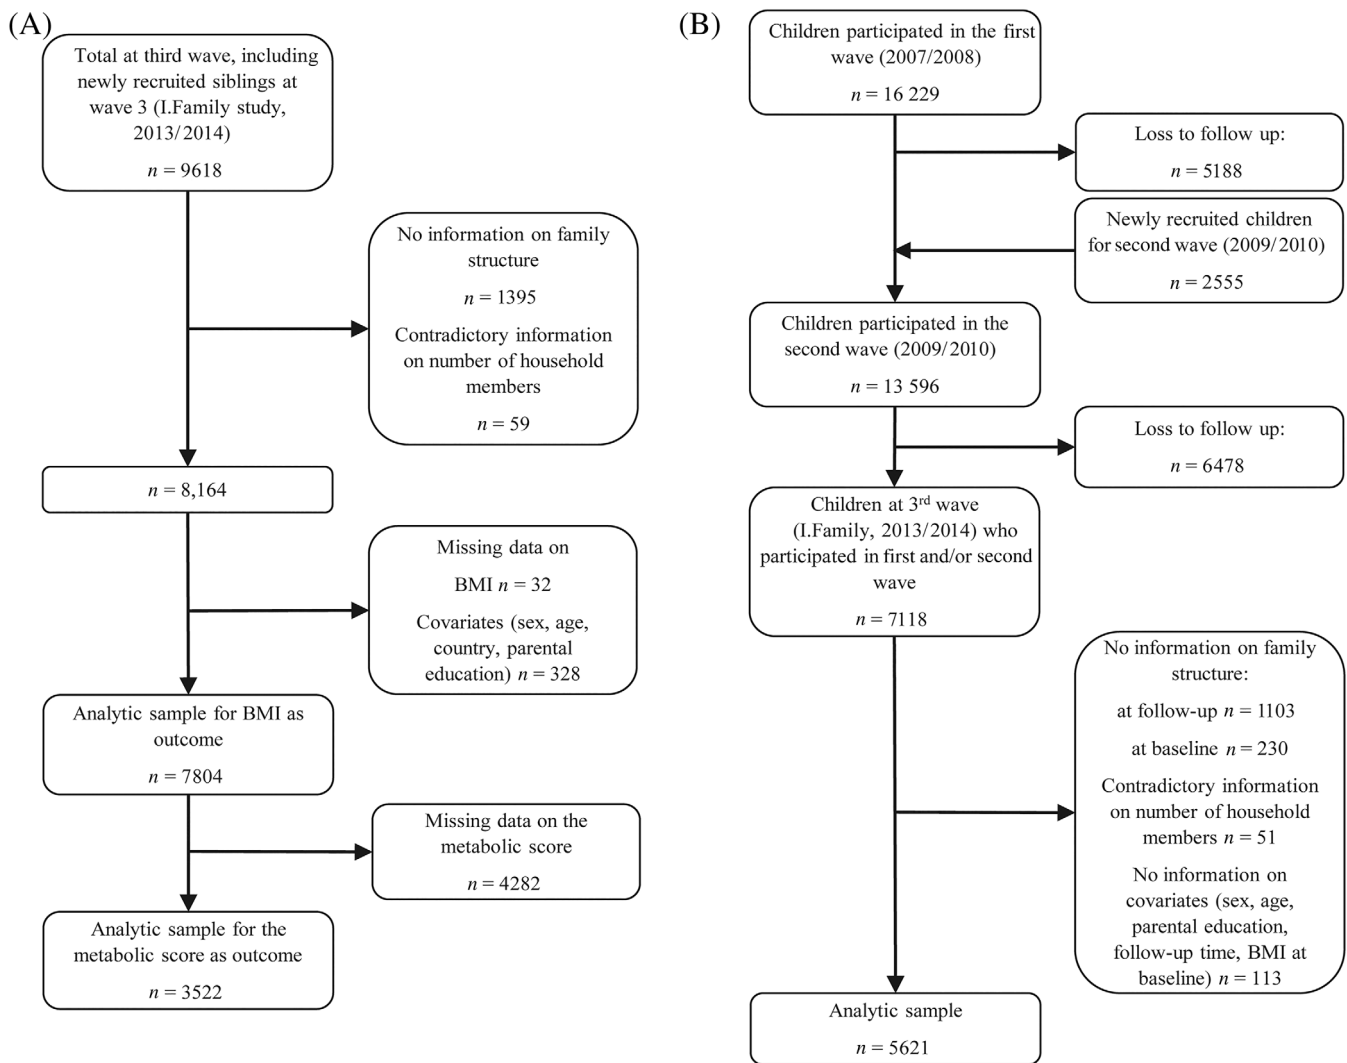 (A)
Total at third wave, including
newly recruited siblings at
wave 3 (I.Family study,
2013/2014)
n = 9618
No information on family
structure
n = 1395
Contradictory information
on number of household
members
n = 59
n = 8,164
Missing data on
BMI n = 32
Covariates (sex, age,
country, parental
education) n = 328
Analytic sample for BMI as
outcome
n = 7804
Missing data on the
metabolic score
n = 4282
Analytic sample for the
metabolic score as outcome
n = 3522
(B)
Children participated in the first
wave (2007/2008)
n = 16 229
Loss to follow up:
n = 5188
Newly recruited children
for second wave (2009/2010)
n = 2555
Children participated in the
second wave (2009/2010)
n = 13 596
Loss to follow up:
n = 6478
Children at 3rd wave
(I.Family, 2013/2014) who
participated in first and/or second
wave
n = 7118
No information on family
structure:
at follow-up n = 1103
at baseline n = 230
Contradictory information
on number of household
members n = 51
No information on
covariates (sex, age,
parental education,
follow-up time, BMI at
baseline) n = 113
Analytic sample
n = 5621